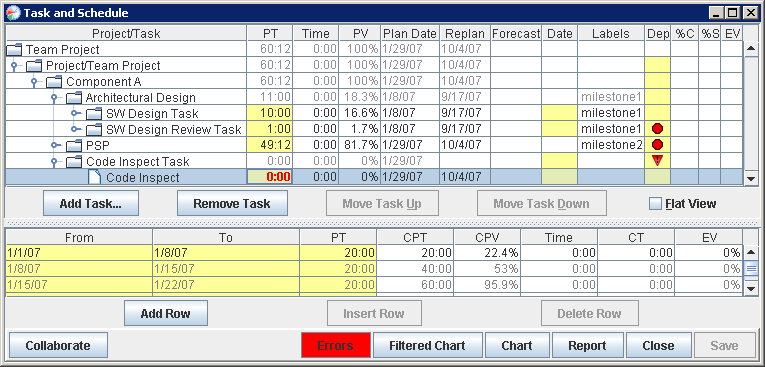 Task and Schedule
Project/Task PT Time PV Plan Date Replan Forecast Date Labels Dep %C %S EV
Team Project 60:12 0:00 100% 1/29/07 10/4/07
Project/Team Project 60:12 0:00 100% 1/29/07 10/4/07
Component A 60:12 0:00 100% 1/29/07 10/4/07
Architectural Design 11:00 0:00 18.3% 1/8/07 9/17/07 milestone1
SW Design Task 10:00 0:00 16.6% 1/8/07 9/17/07 milestone1
SW Design Review Task 1:00 0:00 1.7% 1/8/07 9/17/07 milestone1
PSP 49:12 0:00 81.7% 1/29/07 10/4/07 milestone2
Code Inspect Task 0:00 0:00 0% 1/29/07 10/4/07
Code Inspect 0:00 0:00 0% 1/29/07 10/4/07
Add Task... Remove Task Move Task Up Move Task Down Flat View
From To PT CPT CPV Time CT EV
1/1/07 1/8/07 20:00 20:00 22.4% 0:00 0:00 0%
1/8/07 1/15/07 20:00 40:00 53% 0:00 0:00 0%
1/15/07 1/22/07 20:00 60:00 95.9% 0:00 0:00 0%
Add Row Insert Row Delete Row
Collaborate Errors Filtered Chart Chart Report Close Save